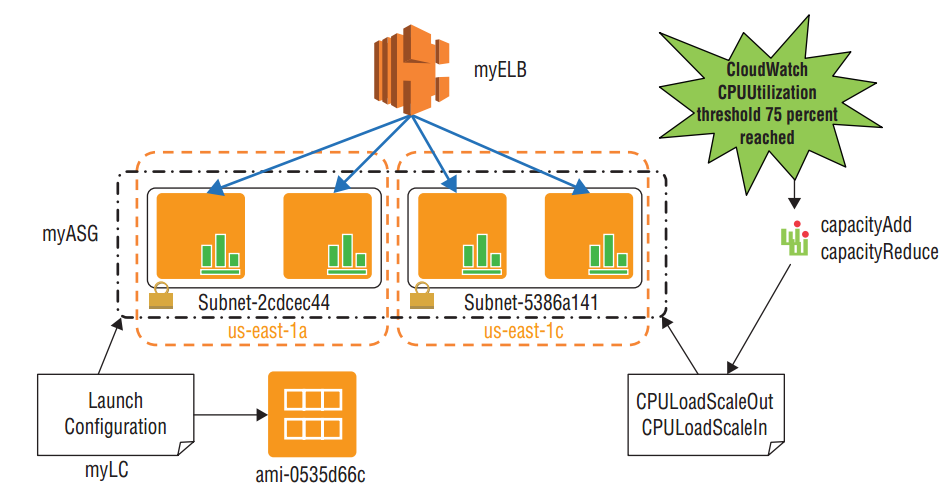 myELB
CloudWatch
CPUUtilization
threshold 75 percent
reached
myASG
capacityAdd
capacityReduce
Subnet-2cdcec44
Subnet-5386a141
us-east-1a
us-east-1c
Launch
Configuration
CPULoadScaleOut
CPULoadScaleIn
myLC
ami-0535d66c